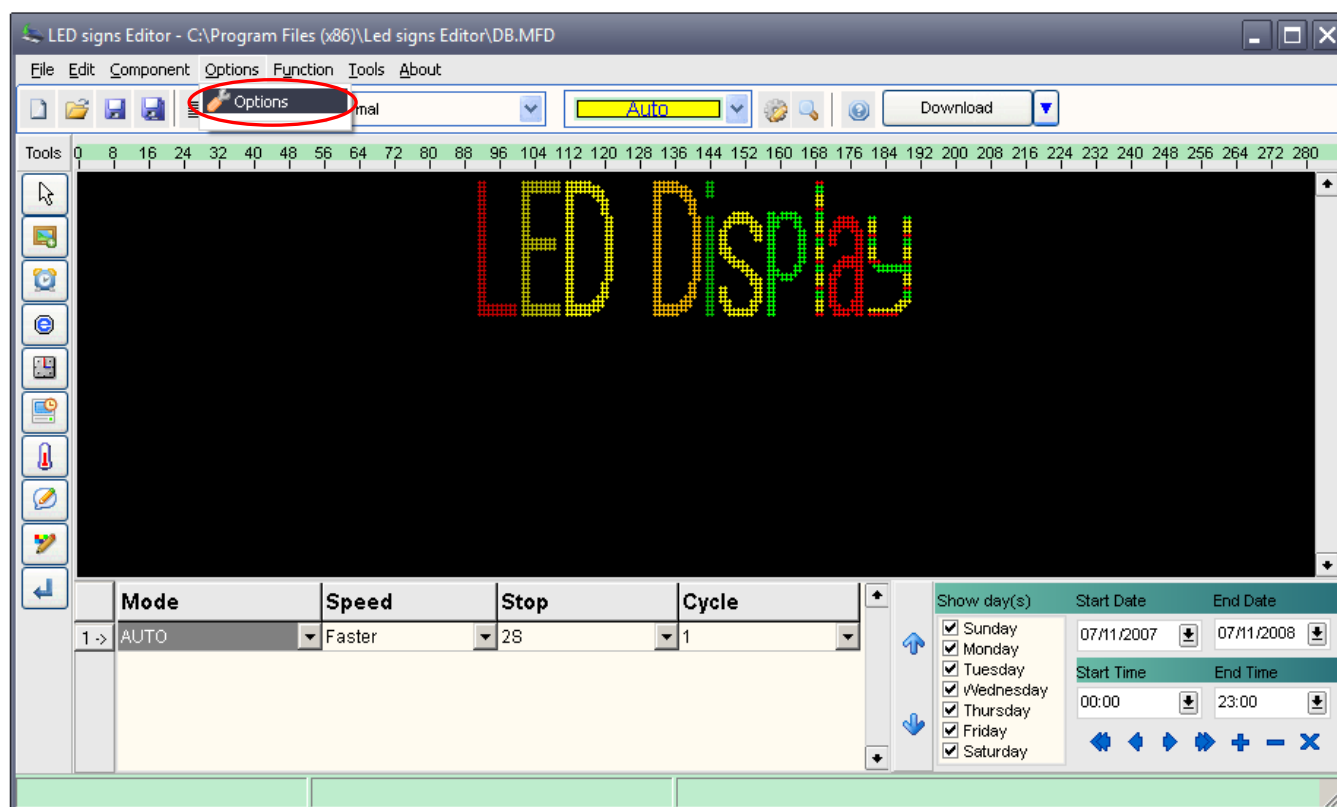 LED signs Editor - C:\Program Files (x86)\Led signs Editor\DB.MFD
File Edit Component Options Function Tools About
Options
mal
Auto
Download
Tools 0 8 16 24 32 40 48 56 64 72 80 88 96 104 112 120 128 136 144 152 160 168 176 184 192 200 208 216 224 232 240 248 256 264 272 280
LED Display
Mode Speed Stop Cycle
1 -> AUTO Faster 2S 1
Show day(s) Start Date End Date
Sunday
07/11/2007 07/11/2008
Monday
Tuesday
Start Time End Time
Wednesday
00:00 23:00
Thursday
Friday
Saturday